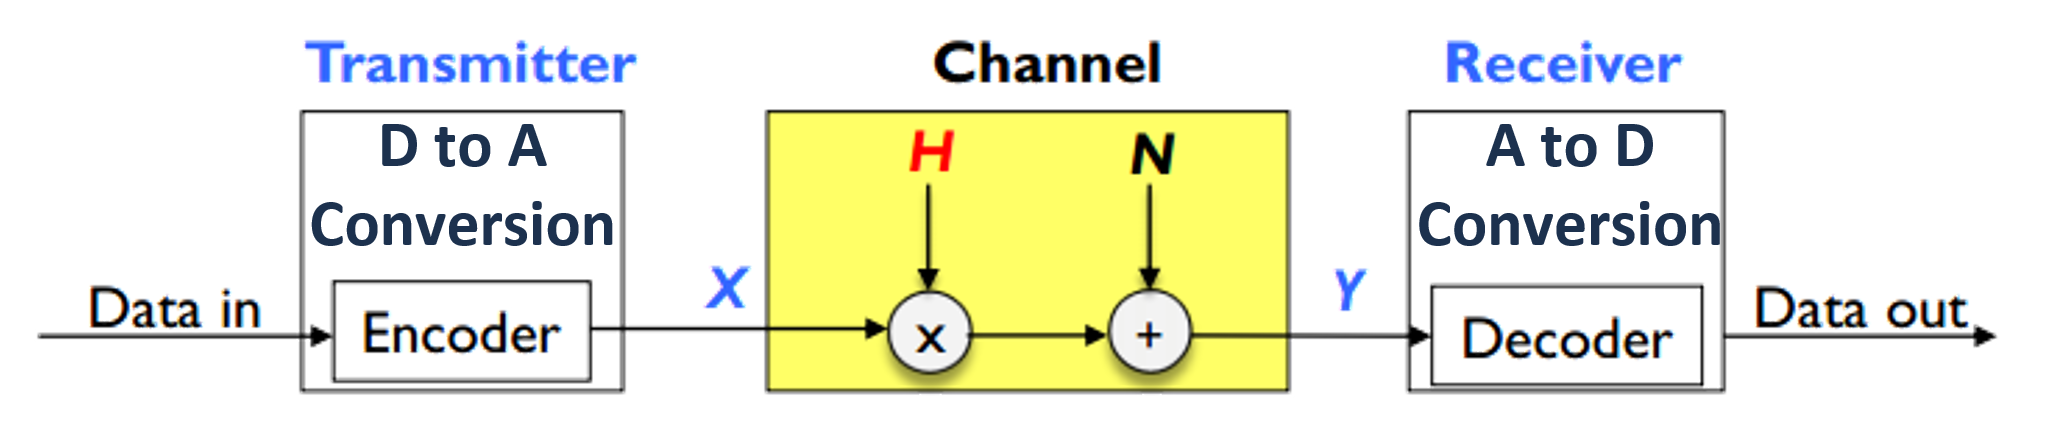 Transmitter
Channel
Receiver
D to A
Conversion
H
N
A to D
Conversion
Data in
Encoder
X
x
+
Y
Decoder
Data out